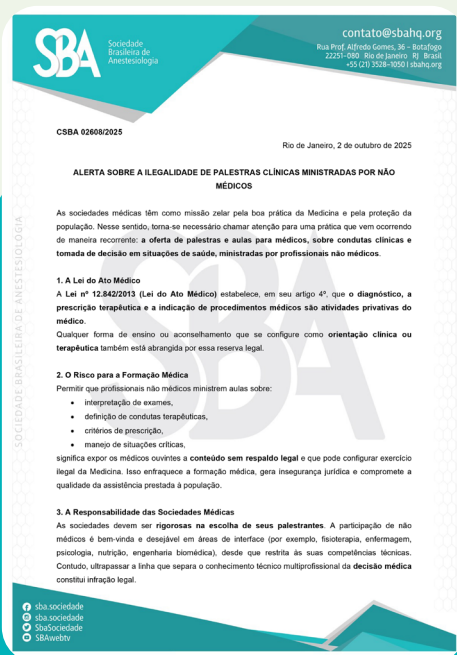 SBA
Sociedade
Brasileira de
Anestesiologia
contato@sbahq.org
Rua Prof. Alfredo Gomes, 36 – Botafogo
22251-080 Rio de Janeiro RJ Brasil
+55 (21) 3528-1050 I sbahq.org
CSBA 02608/2025
Rio de Janeiro, 2 de outubro de 2025
ALERTA SOBRE A ILEGALIDADE DE PALESTRAS CLÍNICAS MINISTRADAS POR NÃO
MÉDICOS
As sociedades médicas têm como missão zelar pela boa prática da Medicina e pela proteção da
população. Nesse sentido, torna-se necessário chamar atenção para uma prática que vem ocorrendo
de maneira recorrente: a oferta de palestras e aulas para médicos, sobre condutas clínicas e
tomada de decisão em situações de saúde, ministradas por profissionais não médicos.
1. A Lei do Ato Médico
A Lei nº 12.842/2013 (Lei do Ato Médico) estabelece, em seu artigo 4º, que o diagnóstico, a
prescrição terapêutica e a indicação de procedimentos médicos são atividades privativas do
médico.
Qualquer forma de ensino ou aconselhamento que se configure como orientação clínica ou
terapêutica também está abrangida por essa reserva legal.
2. O Risco para a Formação Médica
Permitir que profissionais não médicos ministrem aulas sobre:
• interpretação de exames,
• definição de condutas terapêuticas,
• critérios de prescrição,
• manejo de situações críticas,
significa expor os médicos ouvintes a conteúdo sem respaldo legal e que pode configurar exercício
ilegal da Medicina. Isso enfraquece a formação médica, gera insegurança jurídica e compromete a
qualidade da assistência prestada à população.
3. A Responsabilidade das Sociedades Médicas
As sociedades devem ser rigorosas na escolha de seus palestrantes. A participação de não
médicos é bem-vinda e desejável em áreas de interface (por exemplo, fisioterapia, enfermagem,
psicologia, nutrição, engenharia biomédica), desde que restrita às suas competências técnicas.
Contudo, ultrapassar a linha que separa o conhecimento técnico multiprofissional da decisão médica
constitui infração legal.
SOCIEDADE BRASILEIRA DE ANESTESIOLOGIA
SBA
sba.sociedade
sba.sociedade
SbaSociedade
SBAwebtv